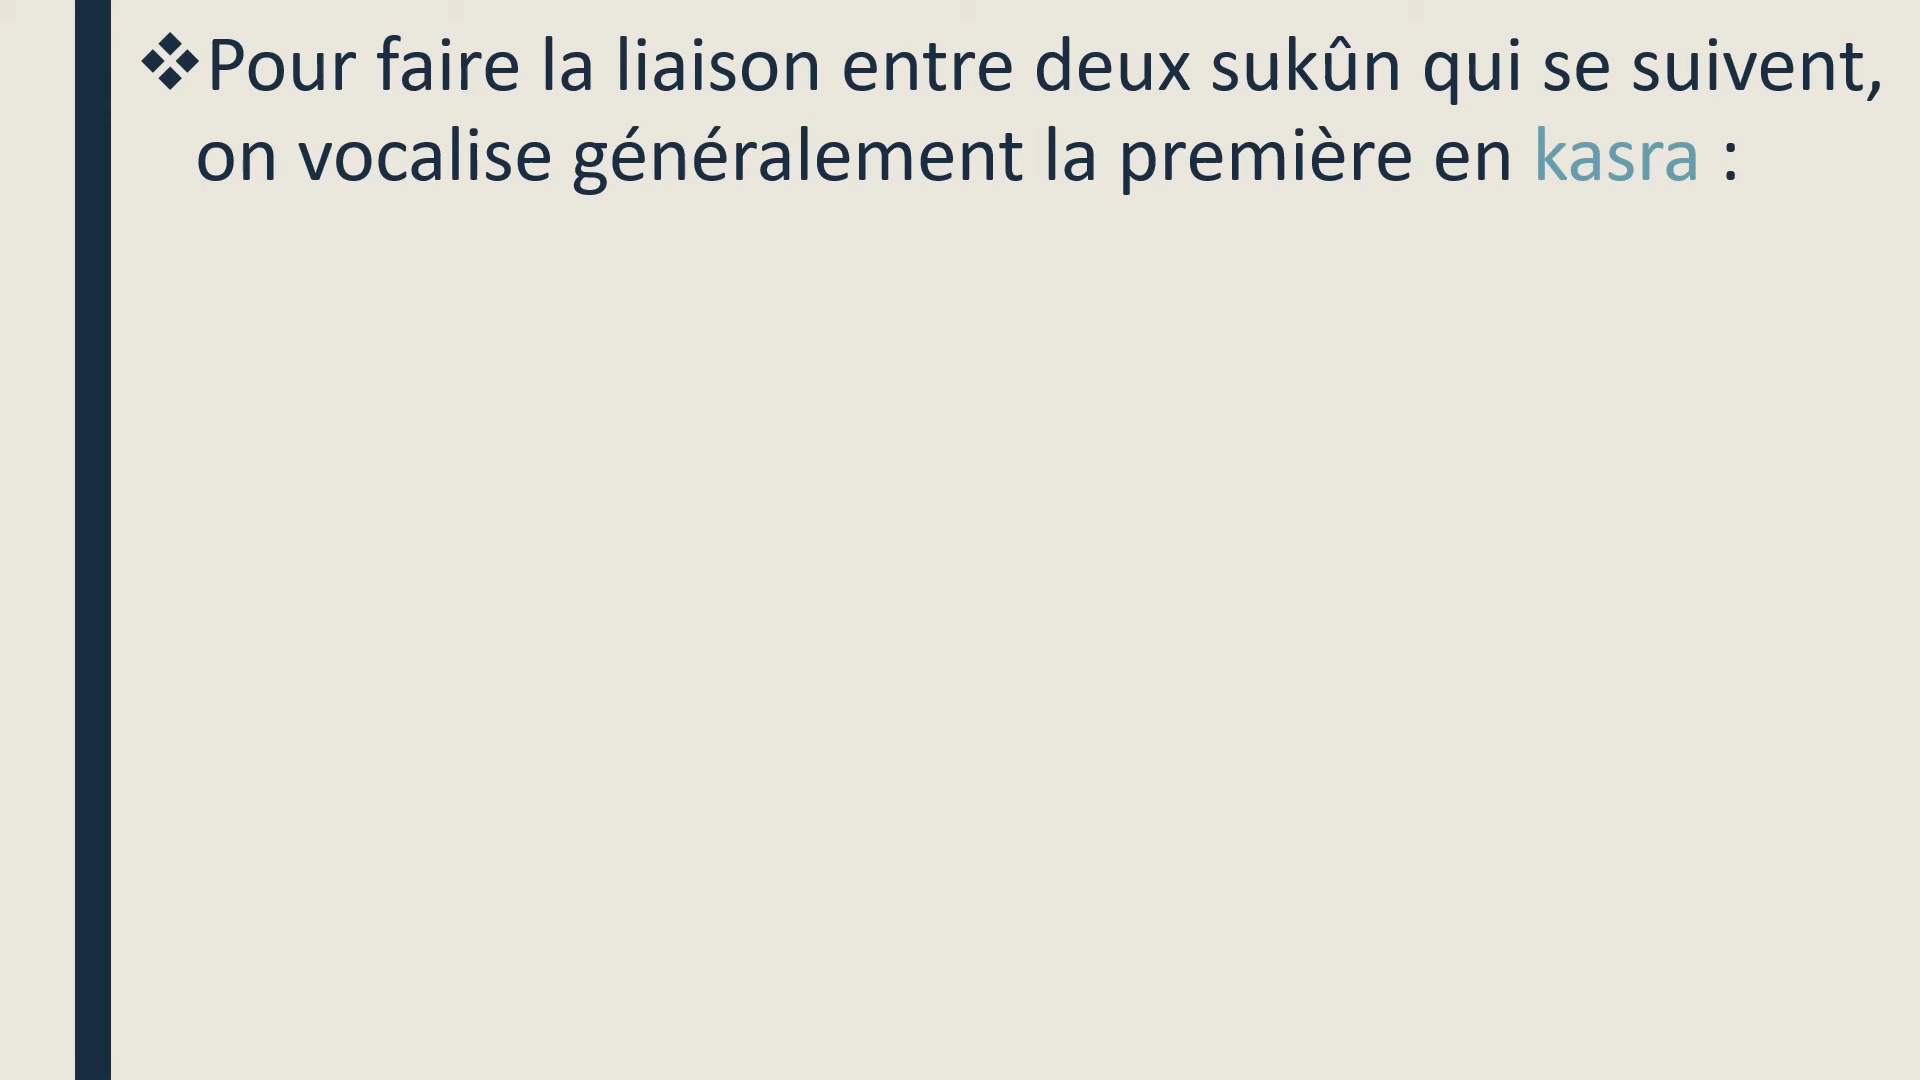 ❖Pour faire la liaison entre deux sukûn qui se suivent,
on vocalise généralement la première en kasra :